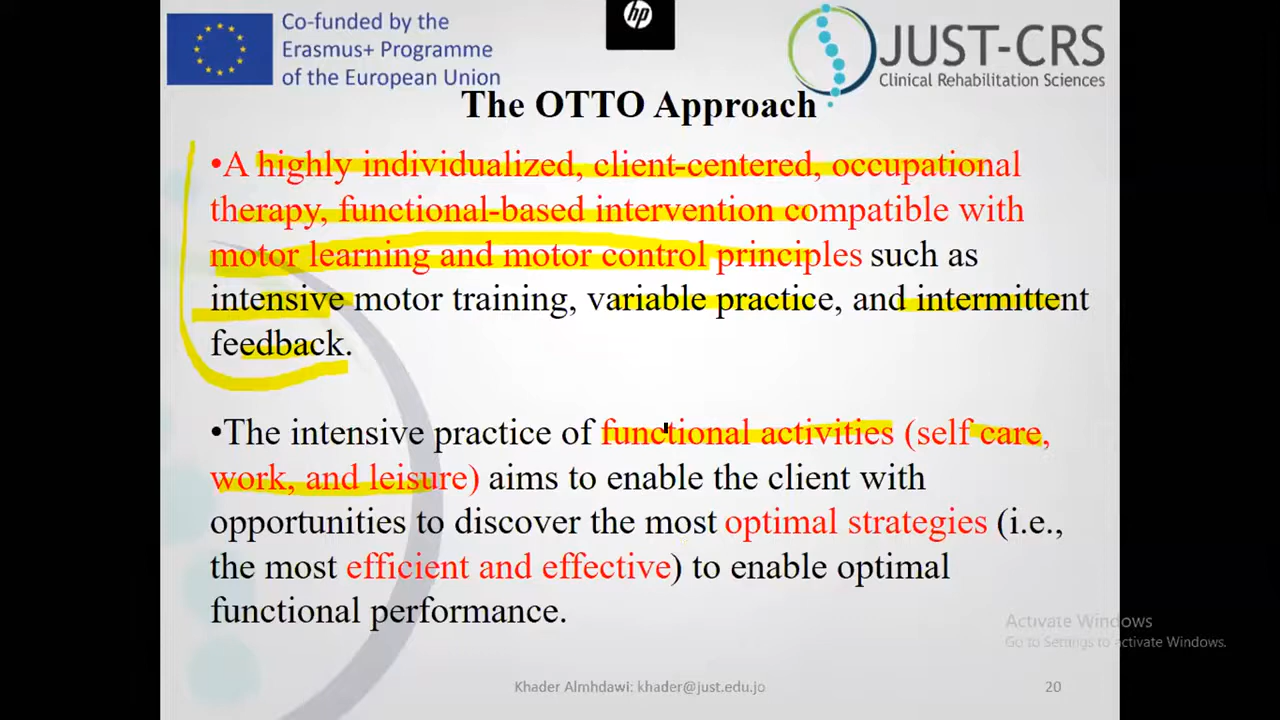 Co-funded by the
Erasmus+ Programme
of the European Union
hp
JUST-CRS
Clinical Rehabilitation Sciences
The OTTO Approach
•A highly individualized, client-centered, occupational
therapy, functional-based intervention compatible with
motor learning and motor control principles such as
intensive motor training, variable practice, and intermittent
feedback.
•The intensive practice of functional activities (self care,
work, and leisure) aims to enable the client with
opportunities to discover the most optimal strategies (i.e.,
the most efficient and effective) to enable optimal
functional performance.
Activate Windows
Go to Settings to activate Windows.
Khader Almhdawi: khader@just.edu.jo
20